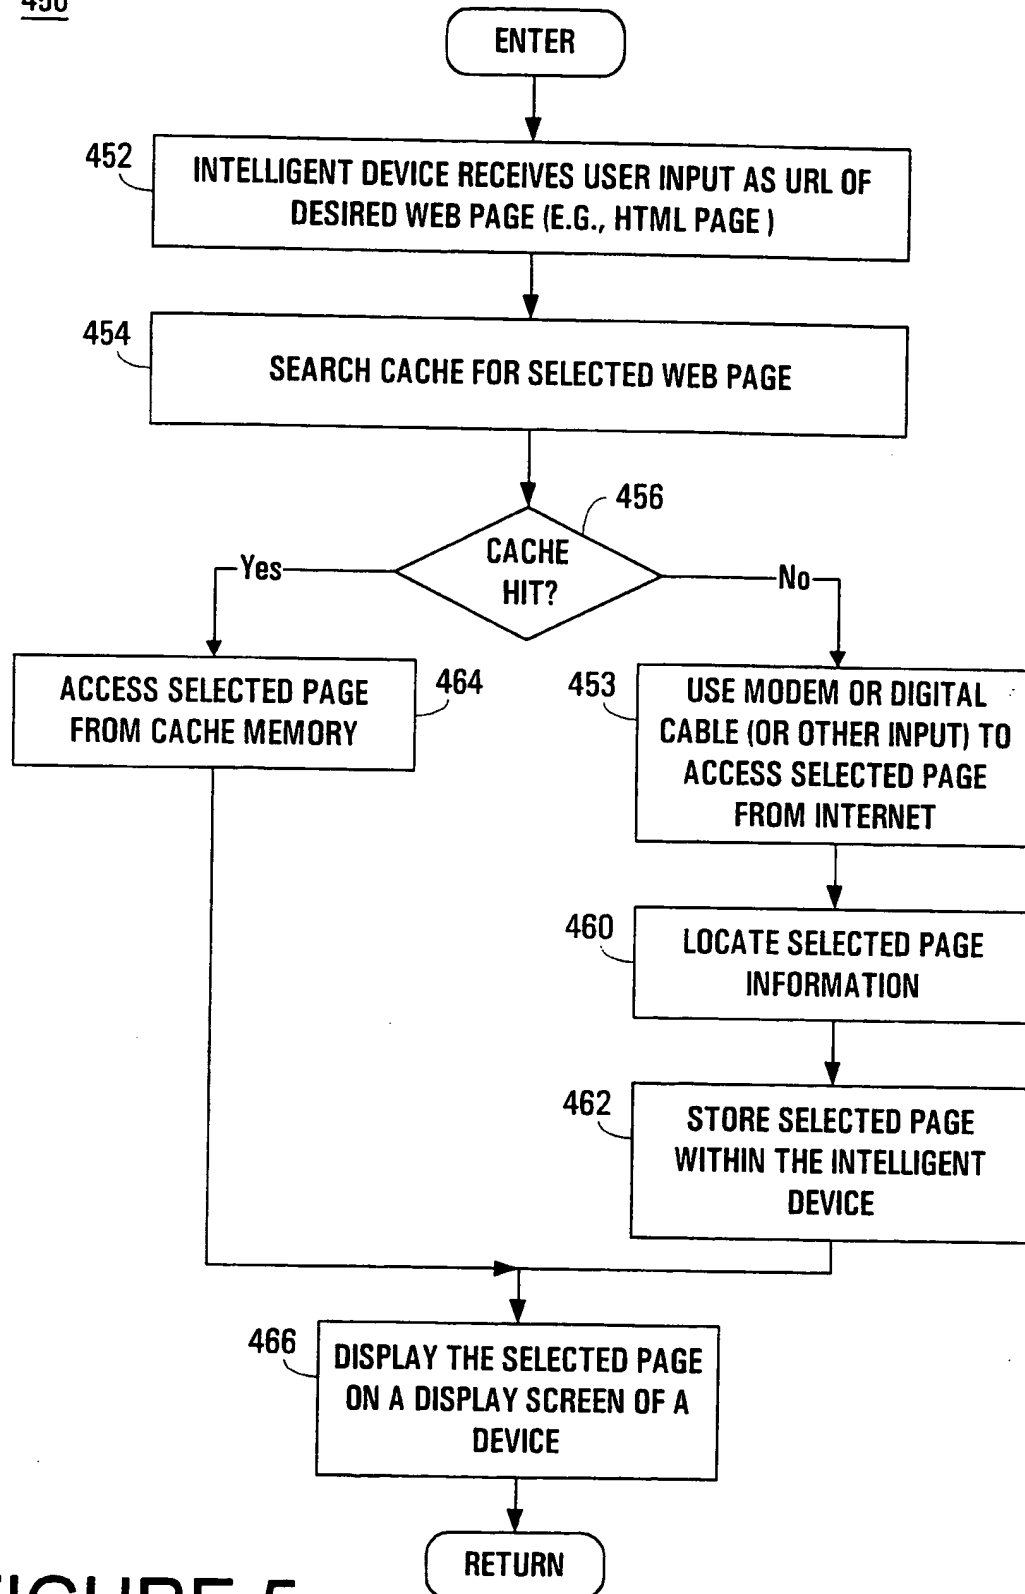 450
ENTER
452
INTELLIGENT DEVICE RECEIVES USER INPUT AS URL OF
DESIRED WEB PAGE (E.G., HTML PAGE )
454
SEARCH CACHE FOR SELECTED WEB PAGE
456
CACHE
HIT?
Yes
No
ACCESS SELECTED PAGE
FROM CACHE MEMORY
464
453
USE MODEM OR DIGITAL
CABLE (OR OTHER INPUT) TO
ACCESS SELECTED PAGE
FROM INTERNET
460
LOCATE SELECTED PAGE
INFORMATION
462
STORE SELECTED PAGE
WITHIN THE INTELLIGENT
DEVICE
466
DISPLAY THE SELECTED PAGE
ON A DISPLAY SCREEN OF A
DEVICE
RETURN
FIGURE 5